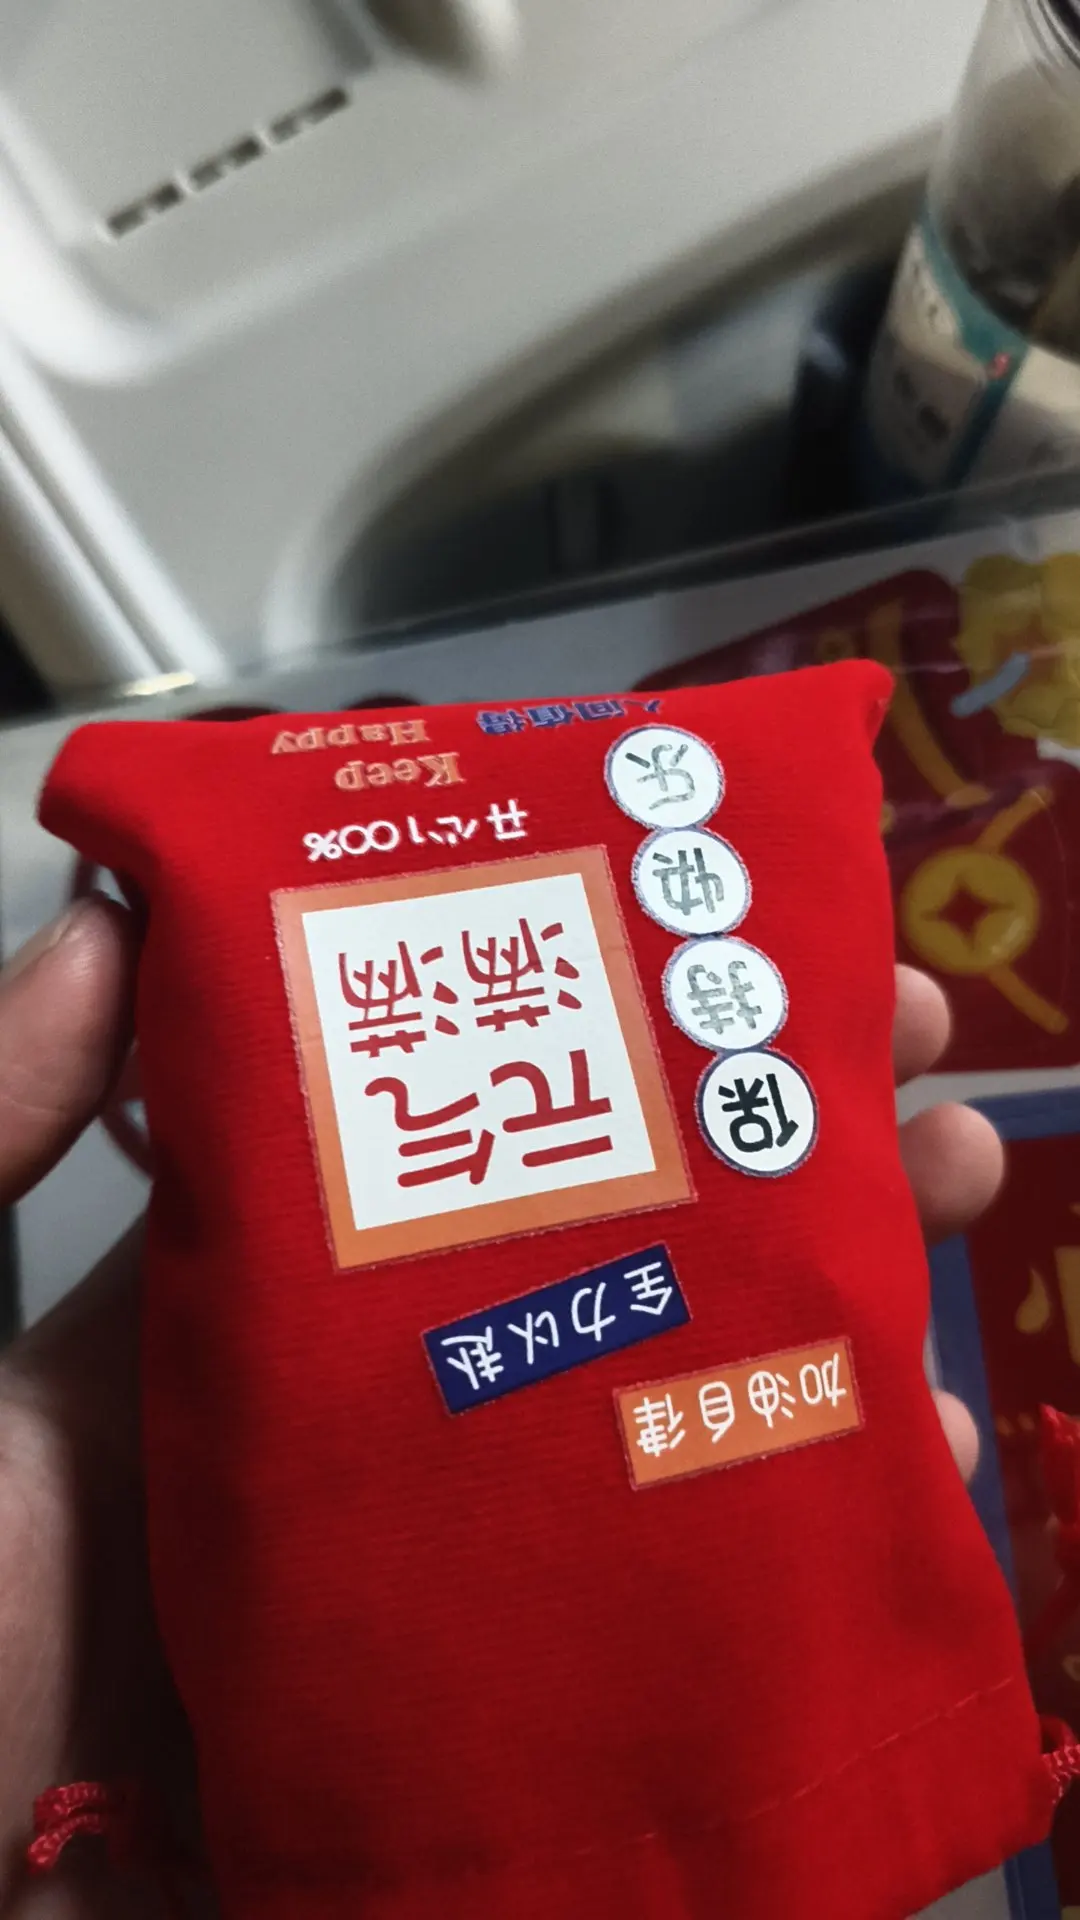 加油自律
全力以赴
元气
满满
保持快乐
开心100%
Keep
Happy
人间值得